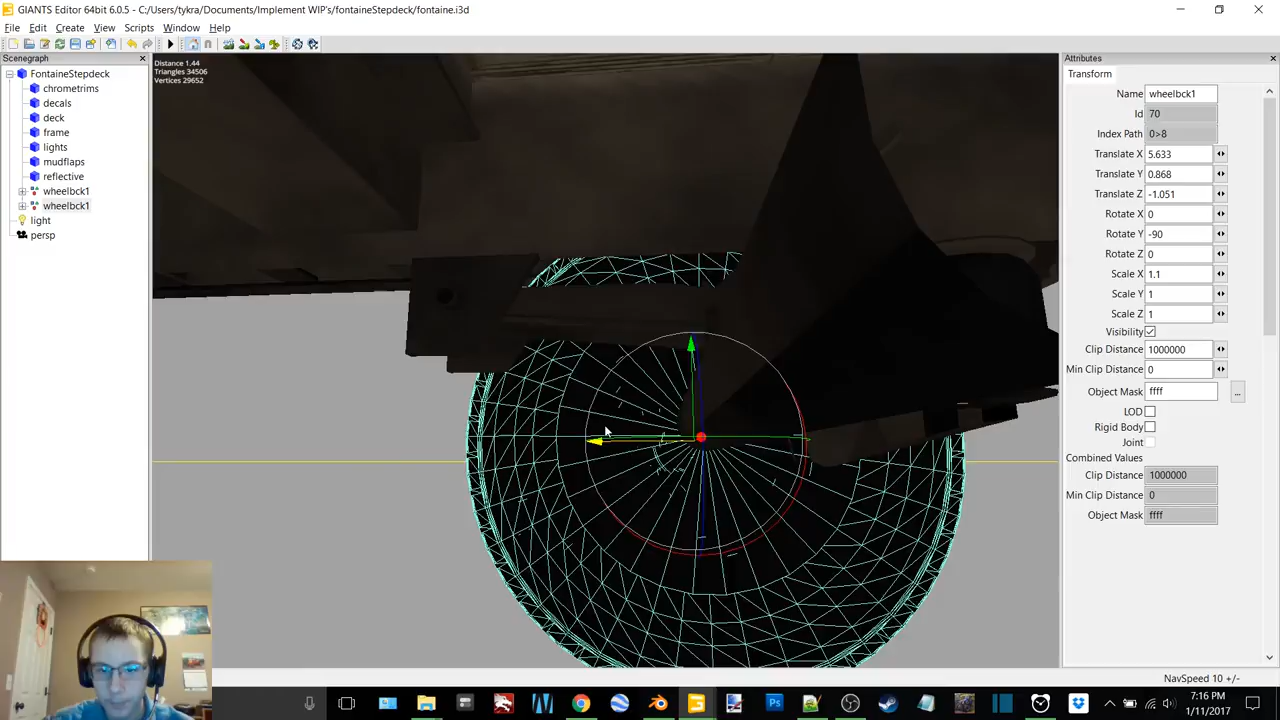 GIANTS Editor 64bit 6.0.5 - C:/Users/tykra/Documents/Implement WIP's/fontaineStepdeck/fontaine.i3d
File Edit Create View Scripts Window Help
Scenegraph
FontaineStepdeck
chrometrims
decals
deck
frame
lights
mudflaps
reflective
wheelbck1
wheelbck1
light
persp
Distance 1.44
Triangles 34506
Vertices 29652
Attributes
Transform
Name wheelbck1
Id 70
Index Path 0>8
Translate X 5.633
Translate Y 0.868
Translate Z -1.051
Rotate X 0
Rotate Y -90
Rotate Z 0
Scale X 1.1
Scale Y 1
Scale Z 1
Visibility
Clip Distance 1000000
Min Clip Distance 0
Object Mask ffff ...
LOD
Rigid Body
Joint
Combined Values
Clip Distance 1000000
Min Clip Distance 0
Object Mask ffff
NavSpeed 10 +/-
7:16 PM
1/11/2017